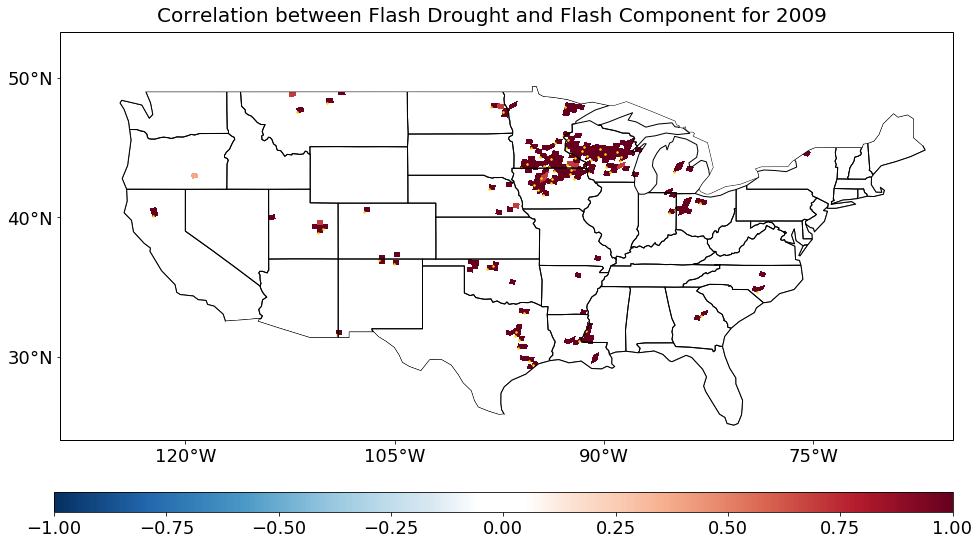 Correlation between Flash Drought and Flash Component for 2009
50°N
40°N
30°N
120°W 105°W 90°W 75°W
−1.00 −0.75 −0.50 −0.25 0.00 0.25 0.50 0.75 1.00